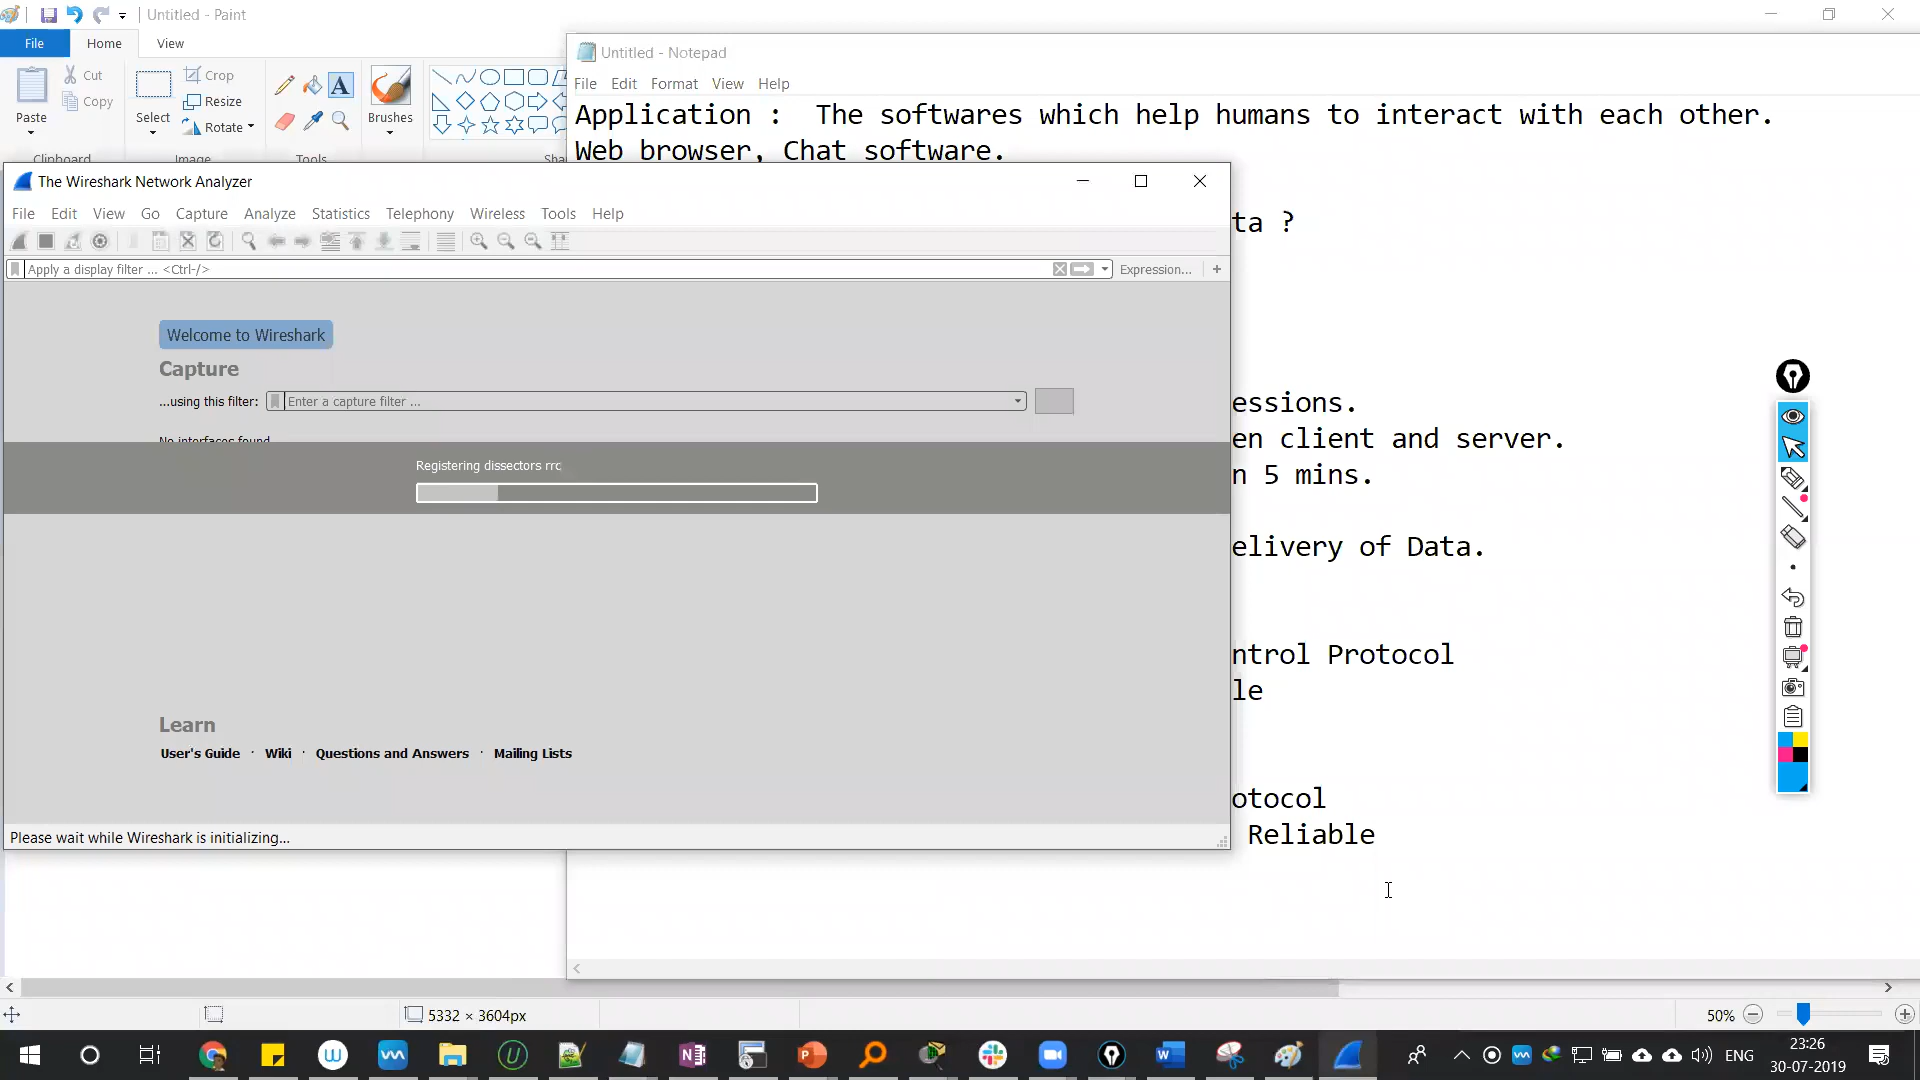 Untitled - Paint
File
Home
View
Paste
Cut
Copy
Clipboard
Select
Crop
Resize
Rotate
Image
Tools
Brushes
Untitled - Notepad
File Edit Format View Help
Application :  The softwares which help humans to interact with each other.
Web browser, Chat software.
ta ?
essions.
en client and server.
n 5 mins.
elivery of Data.
ntrol Protocol
le
otocol
Reliable
The Wireshark Network Analyzer
File Edit View Go Capture Analyze Statistics Telephony Wireless Tools Help
Apply a display filter ... <Ctrl-/>
Expression...
+
Welcome to Wireshark
Capture
...using this filter:
Enter a capture filter ...
No interfaces found
Registering dissectors rrc
Learn
User's Guide · Wiki · Questions and Answers · Mailing Lists
Please wait while Wireshark is initializing...
5332 × 3604px
50%
ENG
23:26
30-07-2019